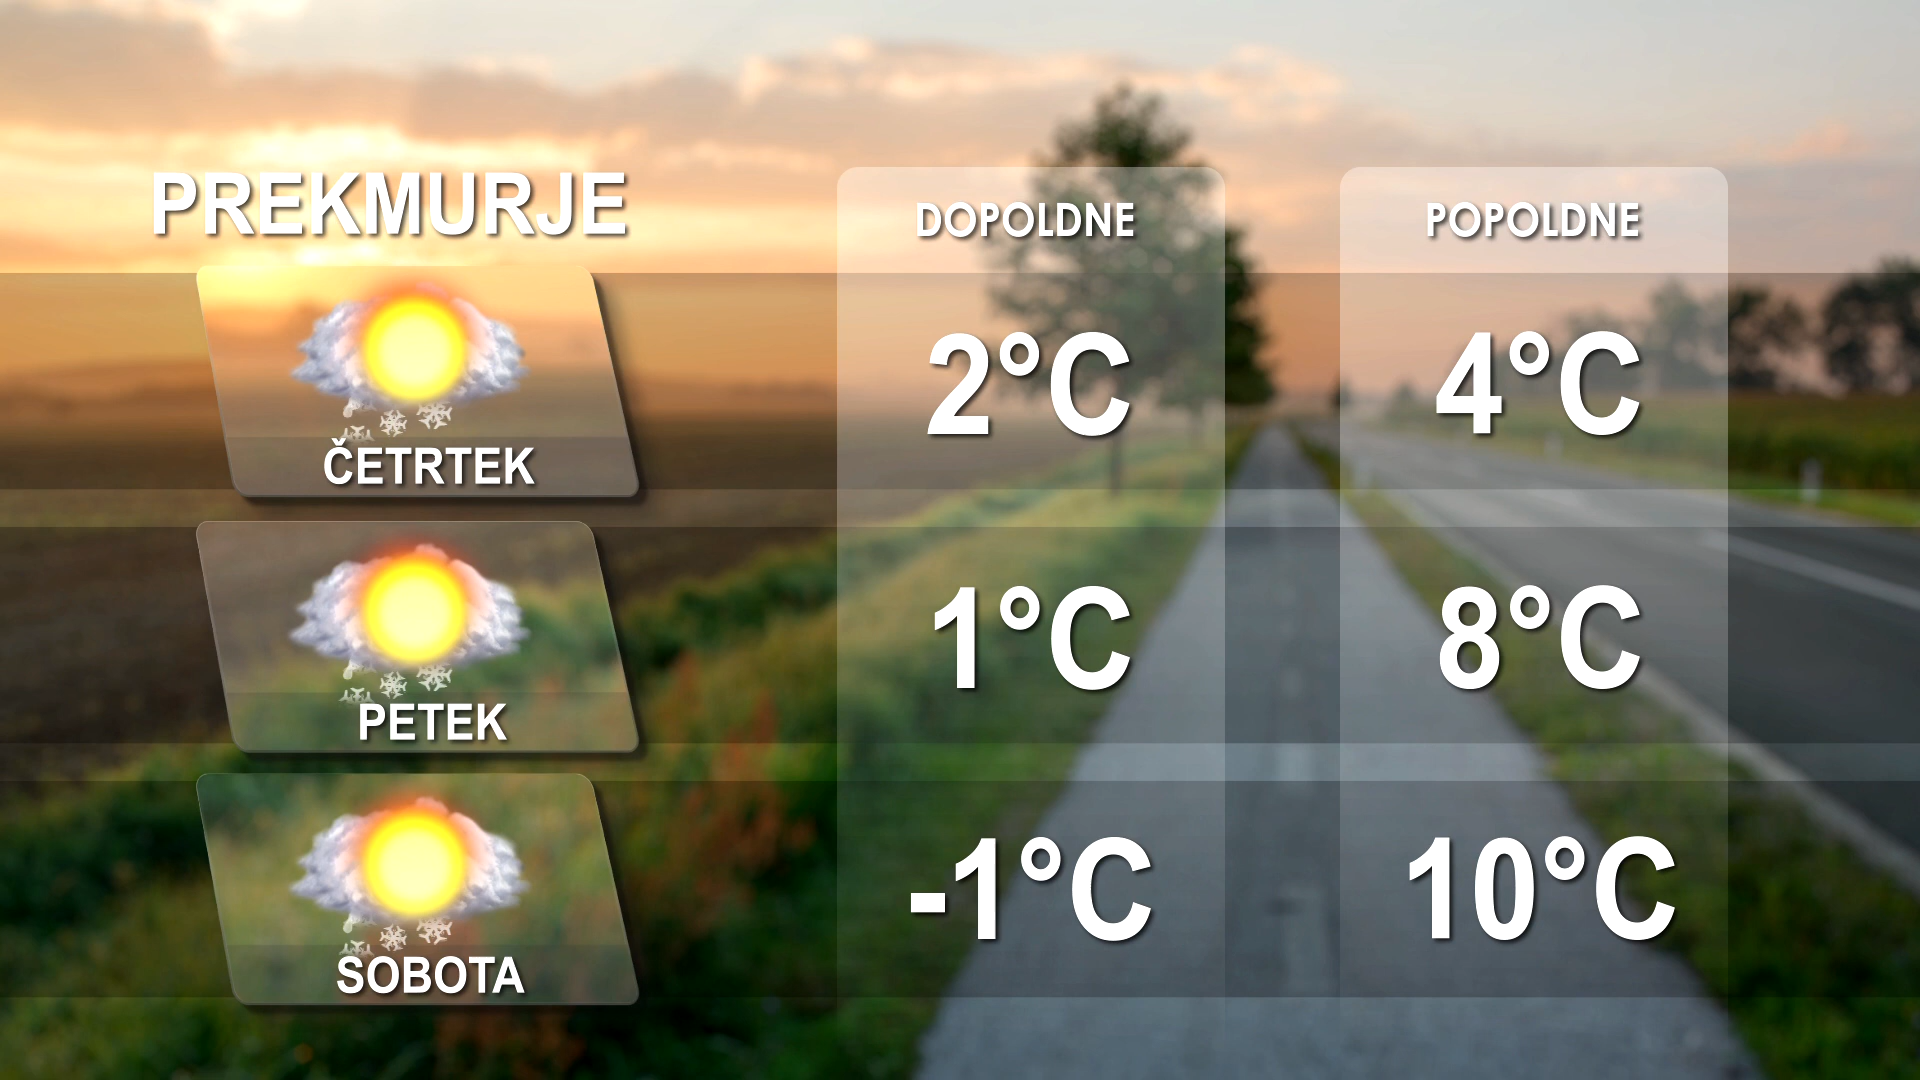 PREKMURJE
DOPOLDNE
POPOLDNE
ČETRTEK
2°C
4°C
PETEK
1°C
8°C
SOBOTA
-1°C
10°C